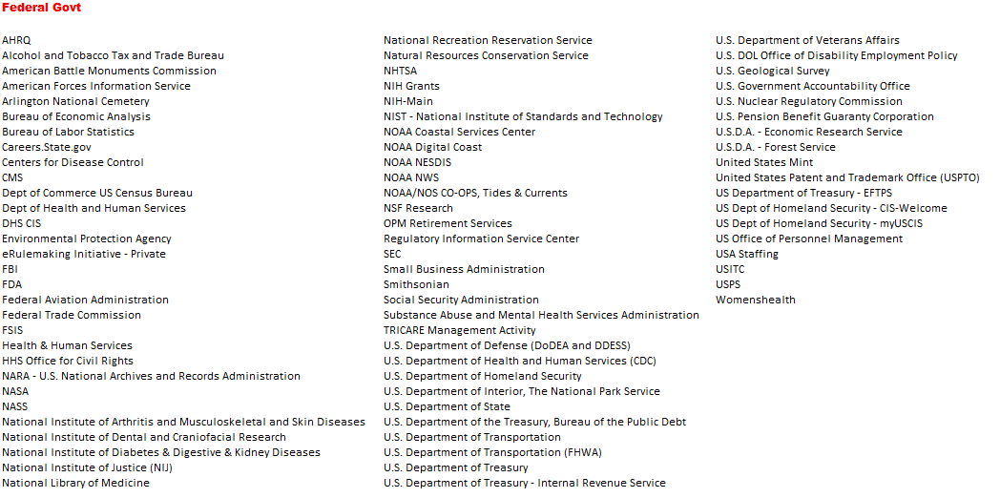 Federal Govt
AHRQ
Alcohol and Tobacco Tax and Trade Bureau
American Battle Monuments Commission
American Forces Information Service
Arlington National Cemetery
Bureau of Economic Analysis
Bureau of Labor Statistics
Careers.State.gov
Centers for Disease Control
CMS
Dept of Commerce US Census Bureau
Dept of Health and Human Services
DHS CIS
Environmental Protection Agency
eRulemaking Initiative - Private
FBI
FDA
Federal Aviation Administration
Federal Trade Commission
FSIS
Health & Human Services
HHS Office for Civil Rights
NARA - U.S. National Archives and Records Administration
NASA
NASS
National Institute of Arthritis and Musculoskeletal and Skin Diseases
National Institute of Dental and Craniofacial Research
National Institute of Diabetes & Digestive & Kidney Diseases
National Institute of Justice (NIJ)
National Library of Medicine
National Recreation Reservation Service
Natural Resources Conservation Service
NHTSA
NIH Grants
NIH-Main
NIST - National Institute of Standards and Technology
NOAA Coastal Services Center
NOAA Digital Coast
NOAA NESDIS
NOAA NWS
NOAA/NOS CO-OPS, Tides & Currents
NSF Research
OPM Retirement Services
Regulatory Information Service Center
SEC
Small Business Administration
Smithsonian
Social Security Administration
Substance Abuse and Mental Health Services Administration
TRICARE Management Activity
U.S. Department of Defense (DoDEA and DDESS)
U.S. Department of Health and Human Services (CDC)
U.S. Department of Homeland Security
U.S. Department of Interior, The National Park Service
U.S. Department of State
U.S. Department of the Treasury, Bureau of the Public Debt
U.S. Department of Transportation
U.S. Department of Transportation (FHWA)
U.S. Department of Treasury
U.S. Department of Treasury - Internal Revenue Service
U.S. Department of Veterans Affairs
U.S. DOL Office of Disability Employment Policy
U.S. Geological Survey
U.S. Government Accountability Office
U.S. Nuclear Regulatory Commission
U.S. Pension Benefit Guaranty Corporation
U.S.D.A. - Economic Research Service
U.S.D.A. - Forest Service
United States Mint
United States Patent and Trademark Office (USPTO)
US Department of Treasury - EFTPS
US Dept of Homeland Security - CIS-Welcome
US Dept of Homeland Security - myUSCIS
US Office of Personnel Management
USA Staffing
USITC
USPS
Womenshealth